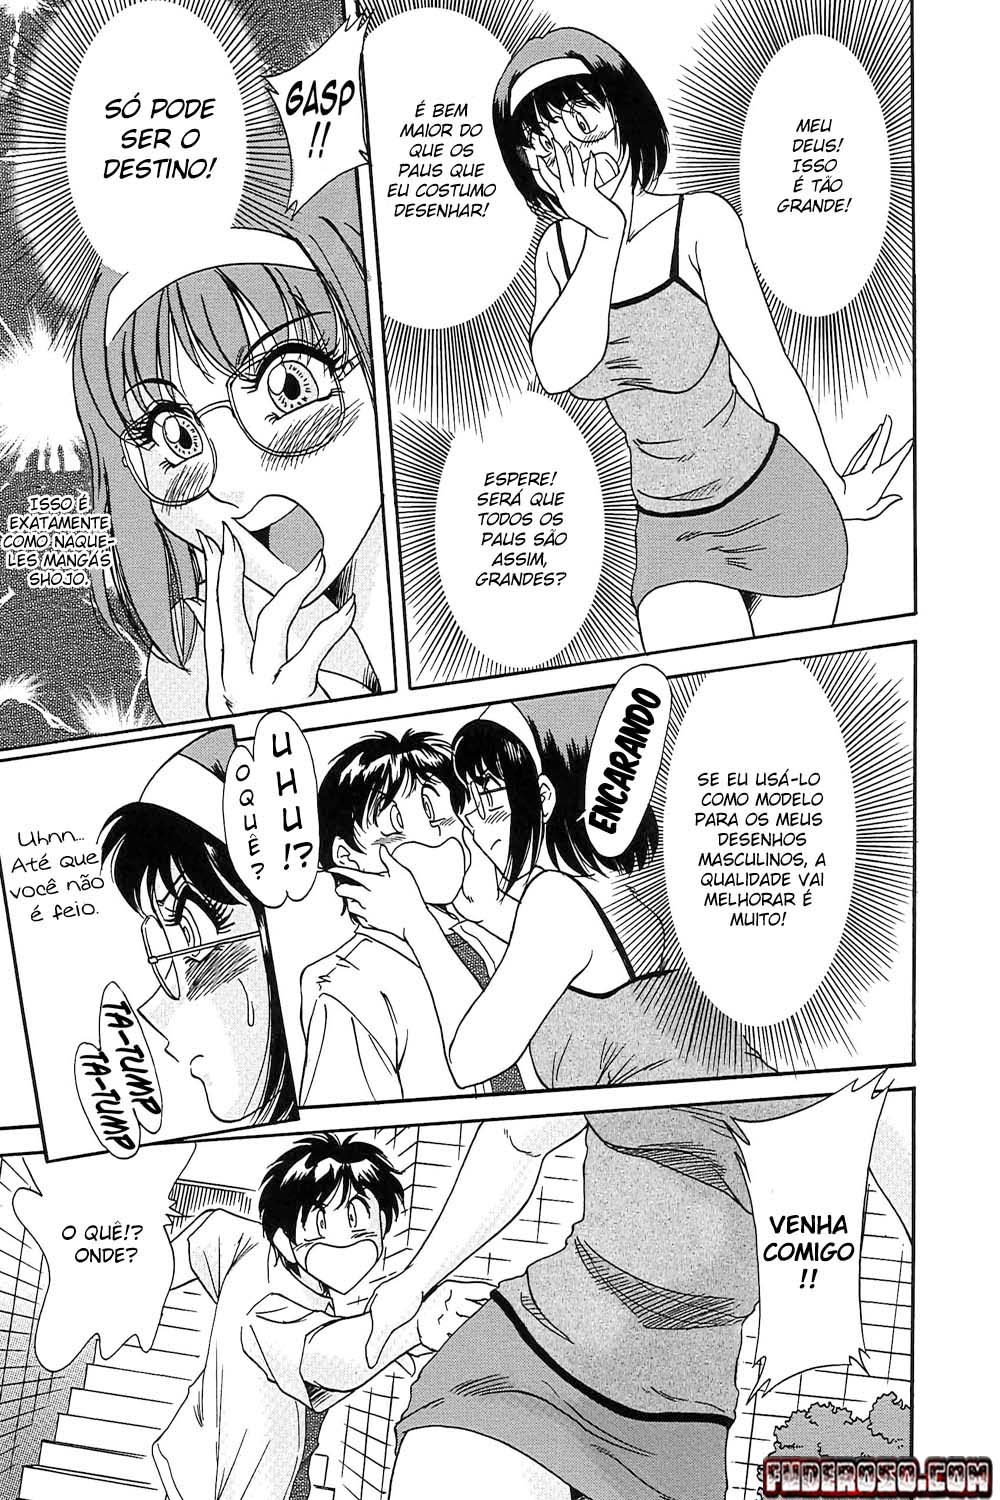 MEU
DEUS!
ISSO
É TÃO
GRANDE!
É BEM
MAIOR DO
QUE OS
PAUS QUE
EU COSTUMO
DESENHAR!
ESPERE!
SERÁ QUE
TODOS OS
PAUS SÃO
ASSIM,
GRANDES?
GASP
!!
SÓ PODE
SER O
DESTINO!
ISSO É
EXATAMENTE
COMO NAQUE-
LES MANGAS
SHOJO.
SE EU USÁ-LO
COMO MODELO
PARA OS MEUS
DESENHOS
MASCULINOS, A
QUALIDADE VAI
MELHORAR É
MUITO!
ENCARANDO
UHU!?
O QUÊ?
Uhnn...
Até que
você não
é feio.
TA-TUMP
TA-TUMP
VENHA
COMIGO
!!
O QUÊ!?
ONDE?
FUDEROSO.COM